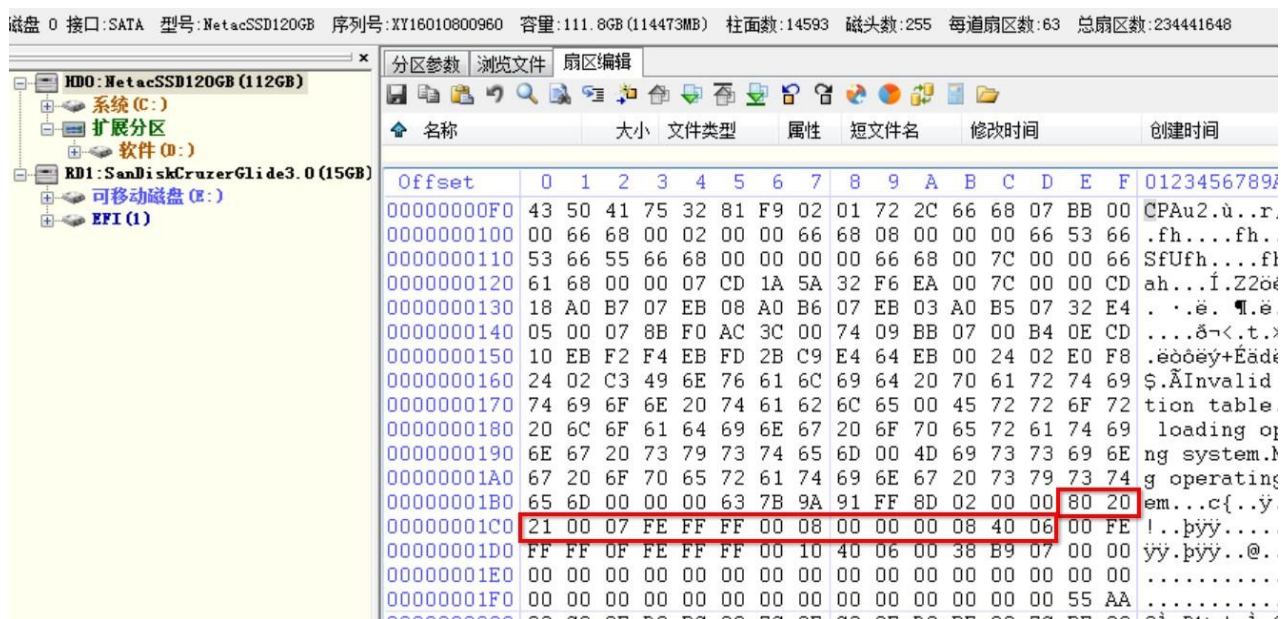 磁盘 0 接口:SATA 型号:NetacSSD120GB 序列号:XY16010800960 容量:111.8GB(114473MB) 柱面数:14593 磁头数:255 每道扇区数:63 总扇区数:234441648
HD0:NetacSSD120GB(112GB)
系统(C:)
扩展分区
软件(D:)
RD1:SanDiskCruzerGlide3.0(15GB)
可移动磁盘(E:)
EFI(1)
分区参数 浏览文件 扇区编辑
名称 大小 文件类型 属性 短文件名 修改时间 创建时间
Offset 0 1 2 3 4 5 6 7 8 9 A B C D E F 0123456789A
00000000F0 43 50 41 75 32 81 F9 02 01 72 2C 66 68 07 BB 00 CPAu2.ù..r,
0000000100 00 66 68 00 02 00 00 66 68 08 00 00 00 66 53 66 .fh....fh..
0000000110 53 66 55 66 68 00 00 00 00 66 68 00 7C 00 00 66 SfUfh....fh
0000000120 61 68 00 00 07 CD 1A 5A 32 F6 EA 00 7C 00 00 CD ah...Í.Z2öê
0000000130 18 A0 B7 07 EB 08 A0 B6 07 EB 03 A0 B5 07 32 E4 . ·.ë. ¶.ë.
0000000140 05 00 07 8B F0 AC 3C 00 74 09 BB 07 00 B4 0E CD ....ð¬<.t.»
0000000150 10 EB F2 F4 EB FD 2B C9 E4 64 EB 00 24 02 E0 F8 .ëòôëý+Éädë
0000000160 24 02 C3 49 6E 76 61 6C 69 64 20 70 61 72 74 69 $.ÃInvalid
0000000170 74 69 6F 6E 20 74 61 62 6C 65 00 45 72 72 6F 72 tion table.
0000000180 20 6C 6F 61 64 69 6E 67 20 6F 70 65 72 61 74 69 loading op
0000000190 6E 67 20 73 79 73 74 65 6D 00 4D 69 73 73 69 6E ng system.M
00000001A0 67 20 6F 70 65 72 61 74 69 6E 67 20 73 79 73 74 g operating
00000001B0 65 6D 00 00 00 63 7B 9A 91 FF 8D 02 00 00 80 20 em...c{..ÿ.
00000001C0 21 00 07 FE FF FF 00 08 00 00 00 08 40 06 00 FE !..þÿÿ.....
00000001D0 FF FF 0F FE FF FF 00 10 40 06 00 38 B9 07 00 00 ÿÿ.þÿÿ..@..
00000001E0 00 00 00 00 00 00 00 00 00 00 00 00 00 00 00 00 ...........
00000001F0 00 00 00 00 00 00 00 00 00 00 00 00 00 00 55 AA ...........